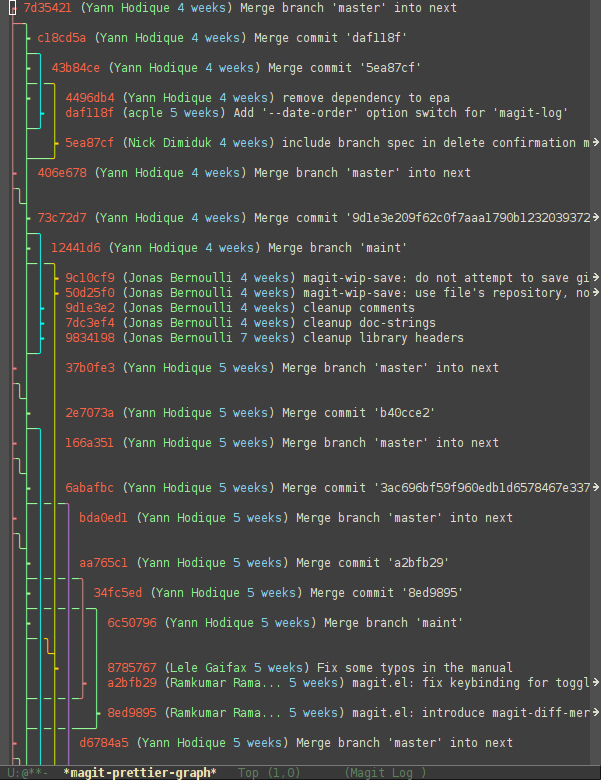 7d35421 (Yann Hodique 4 weeks) Merge branch 'master' into next
c18cd5a (Yann Hodique 4 weeks) Merge commit 'daf118f'
43b84ce (Yann Hodique 4 weeks) Merge commit '5ea87cf'
4496db4 (Yann Hodique 4 weeks) remove dependency to epa
daf118f (acple 5 weeks) Add '--date-order' option switch for 'magit-log'
5ea87cf (Nick Dimiduk 4 weeks) include branch spec in delete confirmation m
406e678 (Yann Hodique 4 weeks) Merge branch 'master' into next
73c72d7 (Yann Hodique 4 weeks) Merge commit '9d1e3e209f62c0f7aaa1790b1232039372
12441d6 (Yann Hodique 4 weeks) Merge branch 'maint'
9c10cf9 (Jonas Bernoulli 4 weeks) magit-wip-save: do not attempt to save gi
50d25f0 (Jonas Bernoulli 4 weeks) magit-wip-save: use file's repository, no
9d1e3e2 (Jonas Bernoulli 4 weeks) cleanup comments
7dc3ef4 (Jonas Bernoulli 4 weeks) cleanup doc-strings
9834198 (Jonas Bernoulli 7 weeks) cleanup library headers
37b0fe3 (Yann Hodique 5 weeks) Merge branch 'master' into next
2e7073a (Yann Hodique 5 weeks) Merge commit 'b40cce2'
166a351 (Yann Hodique 5 weeks) Merge branch 'master' into next
6abafbc (Yann Hodique 5 weeks) Merge commit '3ac696bf59f960edb1d6578467e337
bda0ed1 (Yann Hodique 5 weeks) Merge branch 'master' into next
aa765c1 (Yann Hodique 5 weeks) Merge commit 'a2bfb29'
34fc5ed (Yann Hodique 5 weeks) Merge commit '8ed9895'
6c50796 (Yann Hodique 5 weeks) Merge branch 'maint'
8785767 (Lele Gaifax 5 weeks) Fix some typos in the manual
a2bfb29 (Ramkumar Rama... 5 weeks) magit.el: fix keybinding for toggl
8ed9895 (Ramkumar Rama... 5 weeks) magit.el: introduce magit-diff-mer
d6784a5 (Yann Hodique 5 weeks) Merge branch 'master' into next
U:@**- *magit-prettier-graph* Top (1,0) (Magit Log )